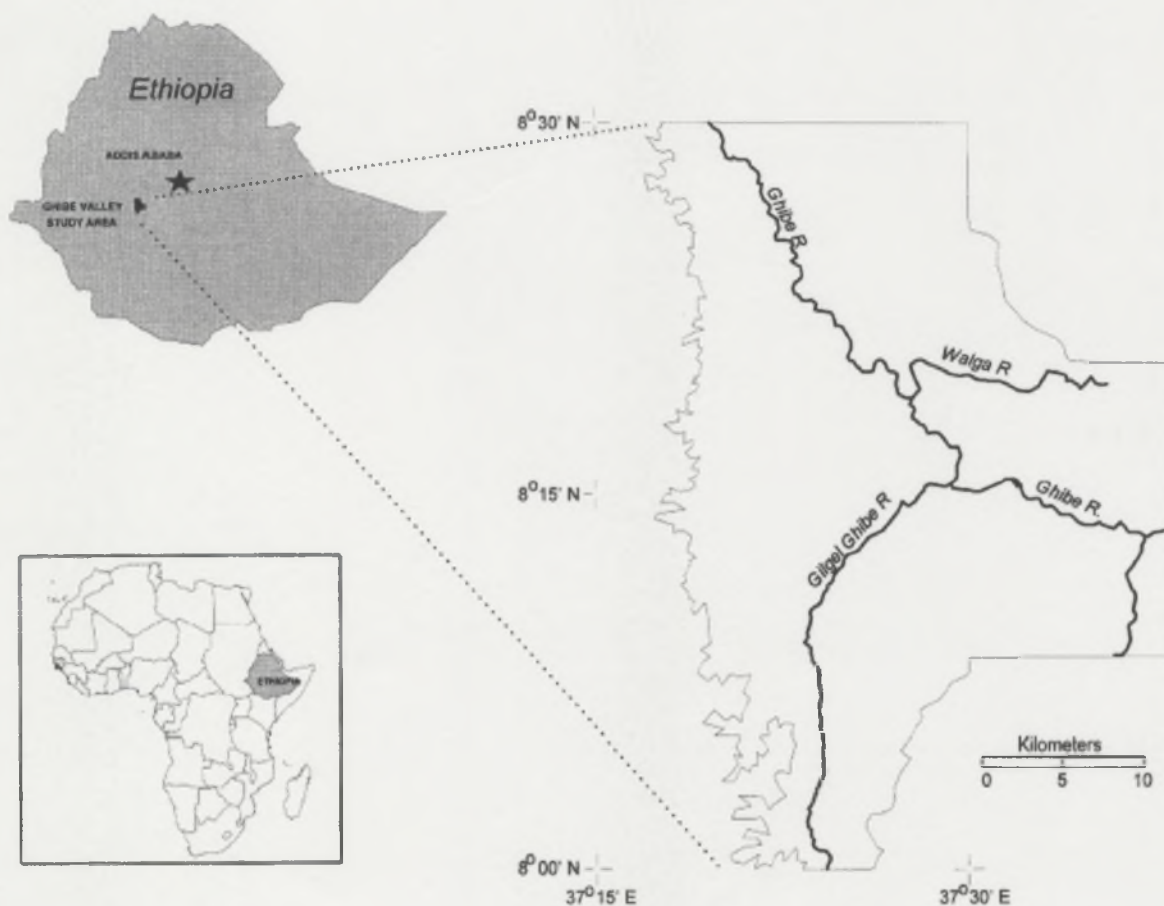 Ethiopia
ADDIS ABABA
GHIBE VALLEY
STUDY AREA
8° 30' N
Ghibe R.
Walga R
8° 15' N
Gilgel Ghibe R
Ghibe R.
ETHIOPIA
Kilometers
0 5 10
8° 00' N
37° 15' E
37° 30' E